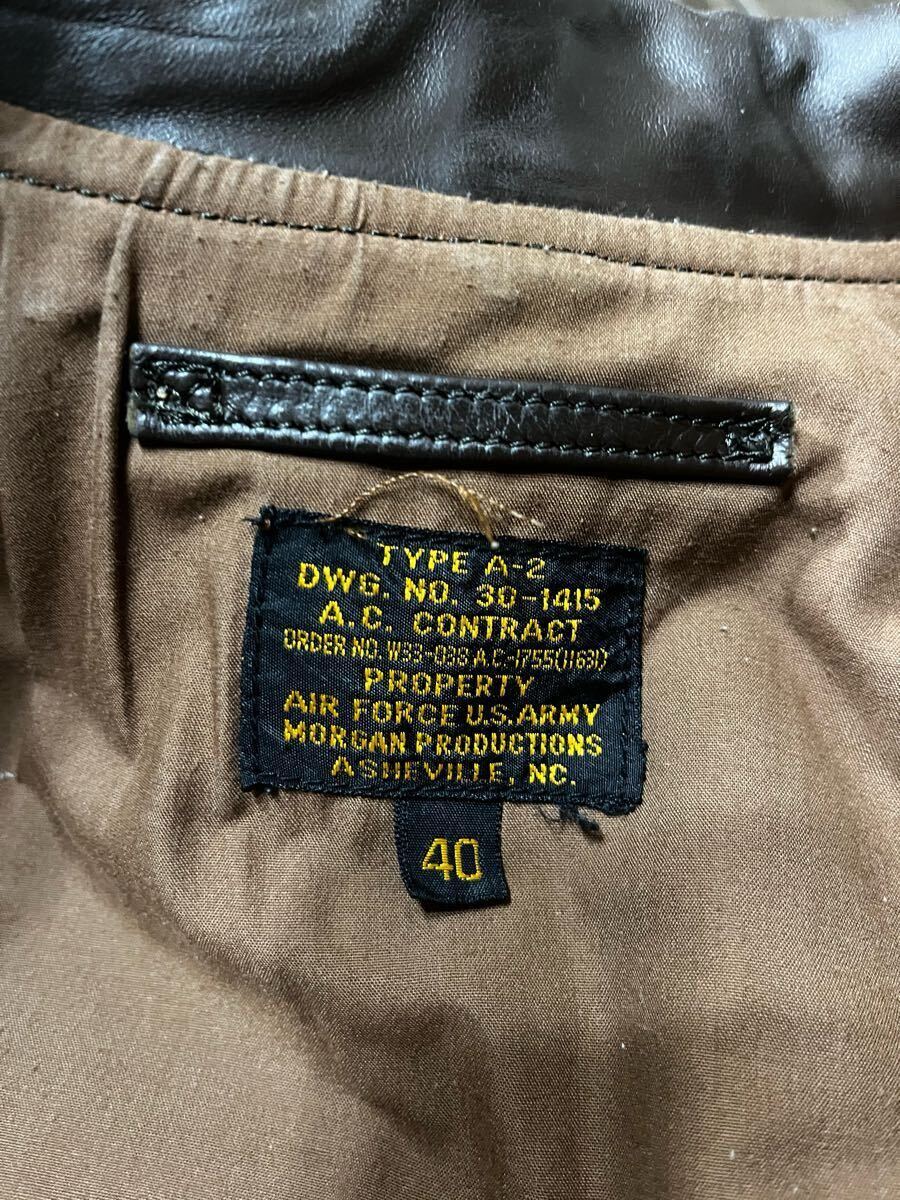 TYPE A-2
DWG. NO. 30-1415
A.C. CONTRACT
ORDER NO. W33-038 A.C-1755(11631)
PROPERTY
AIR FORCE U.S. ARMY
MORGAN PRODUCTIONS
ASHEVILLE, NC.
40